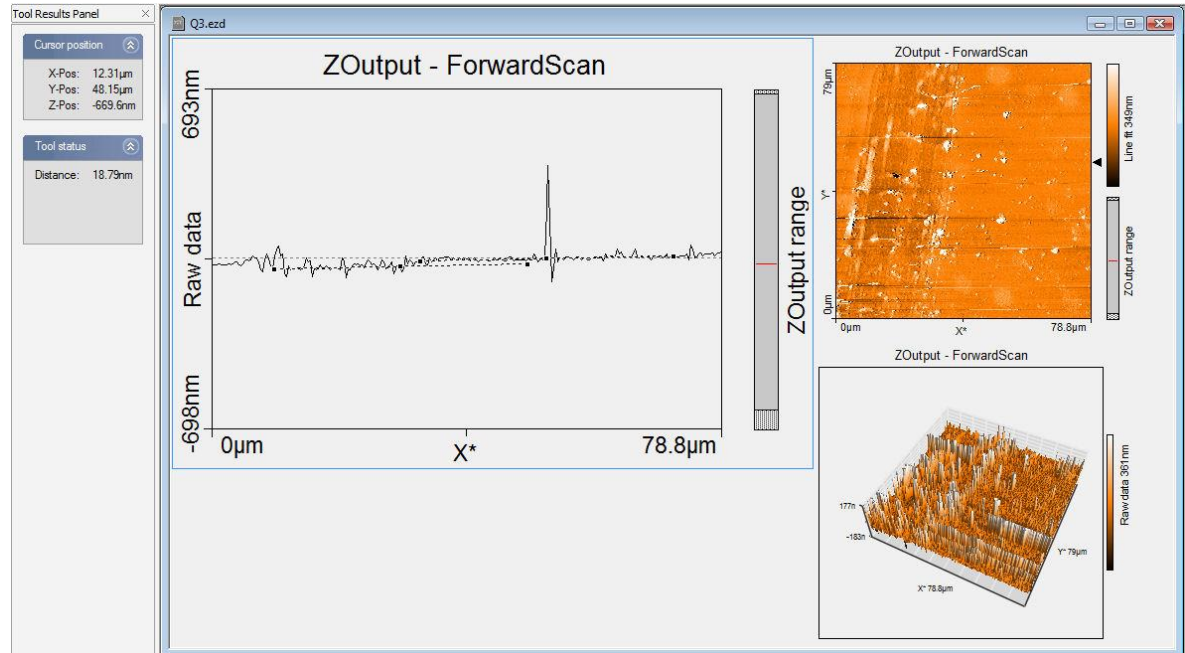 Tool Results Panel
Cursor position
X-Pos: 12.31µm
Y-Pos: 48.15µm
Z-Pos: -669.6nm
Tool status
Distance: 18.79nm
Q3.ezd
ZOutput - ForwardScan
693nm
Raw data
-698nm
0µm
X*
78.8µm
ZOutput range
ZOutput - ForwardScan
79µm
Y*
0µm
0µm
X*
78.8µm
Line fit 349nm
ZOutput range
ZOutput - ForwardScan
177n
-183n
X* 78.8µm
Y* 79µm
Raw data 361nm